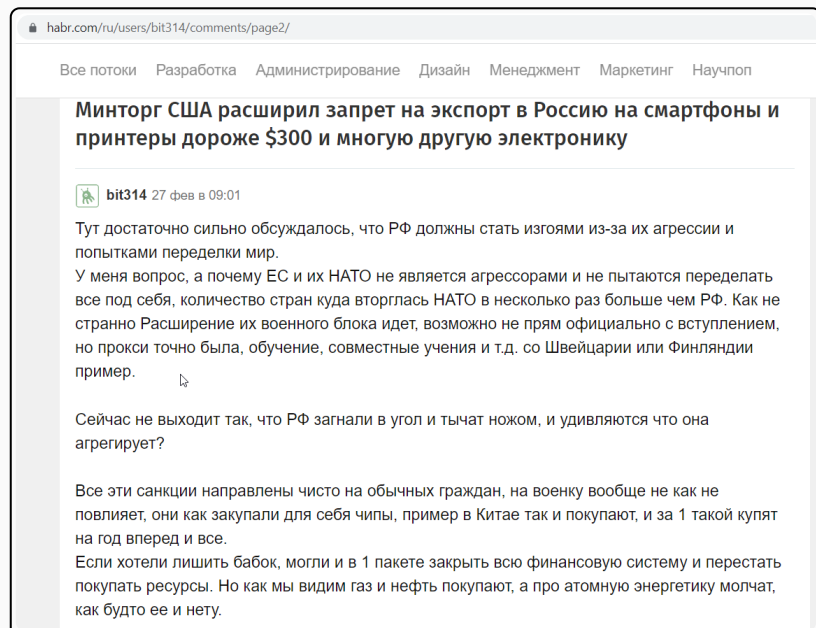 habr.com/ru/users/bit314/comments/page2/
Все потоки Разработка Администрирование Дизайн Менеджмент Маркетинг Научпоп
Минторг США расширил запрет на экспорт в Россию на смартфоны и
принтеры дороже $300 и многую другую электронику
bit314 27 фев в 09:01
Тут достаточно сильно обсуждалось, что РФ должны стать изгоями из-за их агрессии и
попытками переделки мир.
У меня вопрос, а почему ЕС и их НАТО не является агрессорами и не пытаются переделать
все под себя, количество стран куда вторглась НАТО в несколько раз больше чем РФ. Как не
странно Расширение их военного блока идет, возможно не прям официально с вступлением,
но прокси точно была, обучение, совместные учения и т.д. со Швейцарии или Финляндии
пример.
Сейчас не выходит так, что РФ загнали в угол и тычат ножом, и удивляются что она
агрегирует?
Все эти санкции направлены чисто на обычных граждан, на военку вообще не как не
повлияет, они как закупали для себя чипы, пример в Китае так и покупают, и за 1 такой купят
на год вперед и все.
Если хотели лишить бабок, могли и в 1 пакете закрыть всю финансовую систему и перестать
покупать ресурсы. Но как мы видим газ и нефть покупают, а про атомную энергетику молчат,
как будто ее и нету.